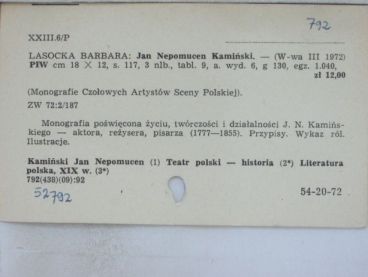 792
XXIII.6/P
LASOCKA BARBARA: Jan Nepomucen Kamiński. — (W-wa III 1972)
PIW cm 18 × 12, s. 117, 3 nlb., tabl. 9, a. wyd. 6, g 130, egz. 1.040,
zł 12,00
(Monografie Czołowych Artystów Sceny Polskiej).
ZW 72:2/187
Monografia poświęcona życiu, twórczości i działalności J. N. Kamiń-
skiego — aktora, reżysera, pisarza (1777—1855). Przypisy. Wykaz ról.
Ilustracje.
Kamiński Jan Nepomucen (1) Teatr polski — historia (2*) Literatura
polska, XIX w. (3*)
792(438)(09):92
52792
54-20-72